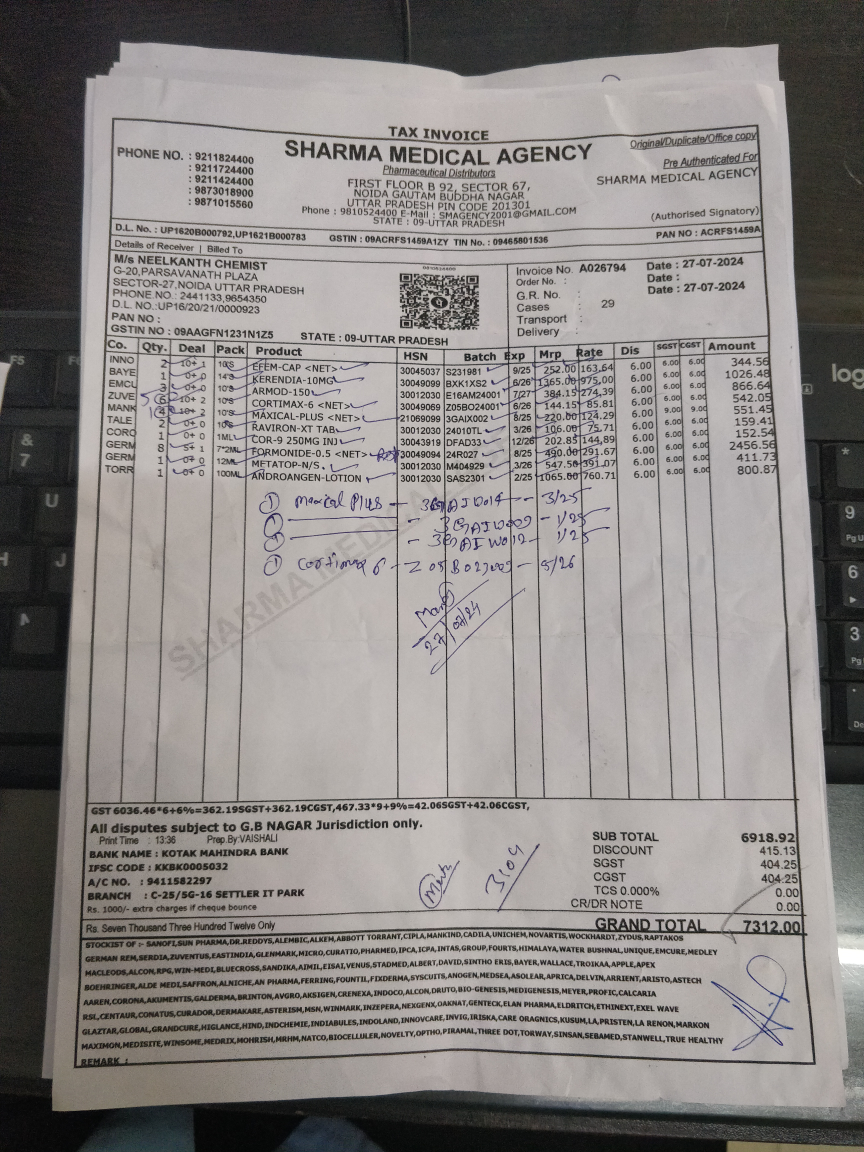 TAX INVOICE
Original/Duplicate/Office copy
PHONE NO. : 9211824400
: 9211724400
: 9211424400
: 9873018900
: 9871015560
SHARMA MEDICAL AGENCY
Pharmaceutical Distributors
FIRST FLOOR B 92, SECTOR 67,
NOIDA GAUTAM BUDDHA NAGAR
UTTAR PRADESH PIN CODE 201301
Phone : 9810524400 E-Mail : SMAGENCY2001@GMAIL.COM
STATE : 09-UTTAR PRADESH
Pre Authenticated For
SHARMA MEDICAL AGENCY
(Authorised Signatory)
D.L. No. : UP1620B000792,UP1621B000783 GSTIN : 09ACRFS1459A1ZY TIN No. : 09465801536 PAN NO : ACRFS1459A
Details of Receiver | Billed To
M/s NEELKANTH CHEMIST
G-20,PARSAVANATH PLAZA
SECTOR-27,NOIDA UTTAR PRADESH
PHONE NO. : 2441133,9654350
D.L. NO.:UP16/20/21/0000923
PAN NO :
GSTIN NO : 09AAGFN1231N1Z5 STATE : 09-UTTAR PRADESH
Invoice No. A026794 Date : 27-07-2024
Order No. : Date :
G.R. No. : Date : 27-07-2024
Cases : 29
Transport :
Delivery :
Co. Qty. Deal Pack Product HSN Batch Exp Mrp Rate Dis SGST CGST Amount
INNO 2 10+ 1 10'S EFEM-CAP <NET> 30045037 S231981 9/25 252.00 163.64 6.00 6.00 6.00 344.56
BAYE 1 0+ 0 14'S KERENDIA-10MG 30049099 BXK1XS2 6/26 1365.00 975.00 6.00 6.00 6.00 1026.48
EMCU 3 0+ 0 10'S ARMOD-150 30012030 E16AM24001 7/27 384.15 274.39 6.00 6.00 6.00 866.64
ZUVE 6 10+ 2 10'S CORTIMAX-6 <NET> 30049069 Z05BO24001 6/26 144.15 85.81 6.00 6.00 6.00 542.05
MANK 4 10+ 2 10'S MAXICAL-PLUS <NET> 21069099 3GAIX002 8/25 220.00 124.29 6.00 9.00 9.00 551.45
TALE 2 0+ 0 10'S RAVIRON-XT TAB 30012030 24010TL 3/26 106.00 75.71 6.00 6.00 6.00 159.41
CORO 1 0+ 0 1ML COR-9 250MG INJ 30043919 DFAD33 12/26 202.85 144.89 6.00 6.00 6.00 152.54
GERM 8 5+ 1 7*2ML FORMONIDE-0.5 <NET> 30049094 24R027 8/25 490.00 291.67 6.00 6.00 6.00 2456.56
GERM 1 0+ 0 12ML METATOP-N/S. 30012030 M404929 3/26 547.50 391.07 6.00 6.00 6.00 411.73
TORR 1 0+ 0 100ML ANDROANGEN-LOTION 30012030 SAS2301 2/25 1065.00 760.71 6.00 6.00 6.00 800.87
① Maxical Plus - 3GAIW014 - 3/25
① - 3GAIW009 - 1/25
- 3GAIW012 - 1/25
① Cortimax 6 - - 5/26
27/07/24
SHARMA MEDICAL AGENCY
GST 6036.46*6+6%=362.19SGST+362.19CGST,467.33*9+9%=42.06SGST+42.06CGST,
All disputes subject to G.B NAGAR Jurisdiction only.
Print Time : 13:36 Prep.By:VAISHALI
BANK NAME : KOTAK MAHINDRA BANK
IFSC CODE : KKBK0005032
A/C NO. : 9411582297
BRANCH : C-25/SG-16 SETTLER IT PARK
Rs. 1000/- extra charges if cheque bounce
3104
SUB TOTAL 6918.92
DISCOUNT 415.13
SGST 404.25
CGST 404.25
TCS 0.000% 0.00
CR/DR NOTE 0.00
Rs. Seven Thousand Three Hundred Twelve Only
GRAND TOTAL 7312.00
STOCKIST OF :- SANOFI,SUN PHARMA,DR.REDDYS,ALEMBIC,ALKEM,ABBOTT TORRANT,CIPLA,MANKIND,CADILA,UNICHEM,NOVARTIS,WOCKHARDT,ZYDUS,RAPTAKOS
GERMAN REM,SERDIA,ZUVENTUS,EASTINDIA,GLENMARK,MICRO,CURATIO,PHARMED,IPCA,ICPA,INTAS,GROUP,FOURTS,HIMALAYA,WATER BUSHNAL,UNIQUE,EMCURE,MEDLEY
MACLEODS,ALCON,RPG,WIN-MEDI,BLUECROSS,SANDIKA,AIMIL,EISAI,VENUS,STADMED,ALBERT,DAVID,SINTHO ERIS,BAYER,WALLACE,TROIKAA,APPLE,APEX
BOEHRINGER,ALDE MEDI,SAFFRON,ALNICHE,AN PHARMA,FERRING,FOUNTIL,FIXDERMA,SYSCUITS,ANOGEN,MEDSEA,ASOLEAR,APRICA,DELVIN,ARRIENT,ARISTO,ASTECH
AAREN,CORONA,AKUMENTIS,GALDERMA,BRINTON,AVGRO,AKSIGEN,CRENEXA,INDOCO,ALCON,DRUTO,BIO-GENESIS,MEDIGENESIS,MEYER,PROFIC,CALCARIA
RSL,CENTAUR,CONATUS,CURADOR,DERMAKARE,ASTERISM,MSN,WINMARK,INZEPERA,NEXGENX,OAKNAT,GENTECK,ELAN PHARMA,ELDRITCH,ETHINEXT,EXEL WAVE
GLAZTAR,GLOBAL,GRANDCURE,HIGLANCE,HIND,INDCHEMIE,INDIABULES,INDOLAND,INNOVCARE,INVIG,IRISKA,CARE ORAGNICS,KUSUM,LA,PRISTEN,LA RENON,MARKON
MAXIMON,MEDISITE,WINSOME,MEDRIX,MOHRISH,MRHM,NATCO,BIOCELLULER,NOVELTY,OPTHO,PIRAMAL,THREE DOT,TORWAY,SINSAN,SEBAMED,STANWELL,TRUE HEALTHY
REMARK :